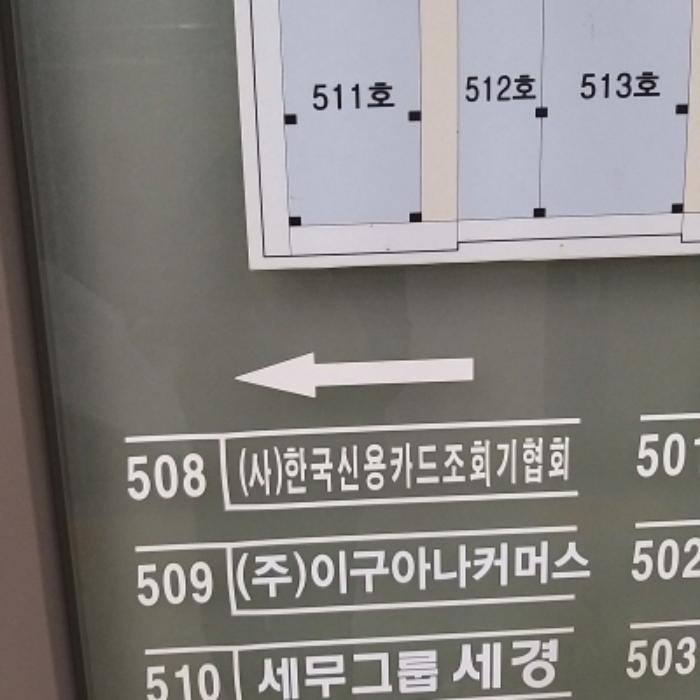 511호 512호 513호
508 (사)한국신용카드조회기협회
509 (주)이구아나커머스
510 세무그룹 세경
501
502
503